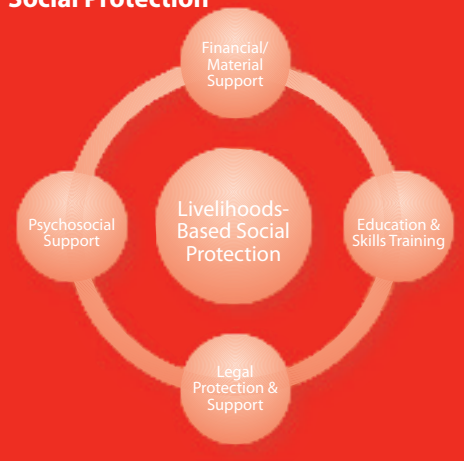 Social Protection
Financial/
Material
Support
Psychosocial
Support
Livelihoods-
Based Social
Protection
Education &
Skills Training
Legal
Protection &
Support